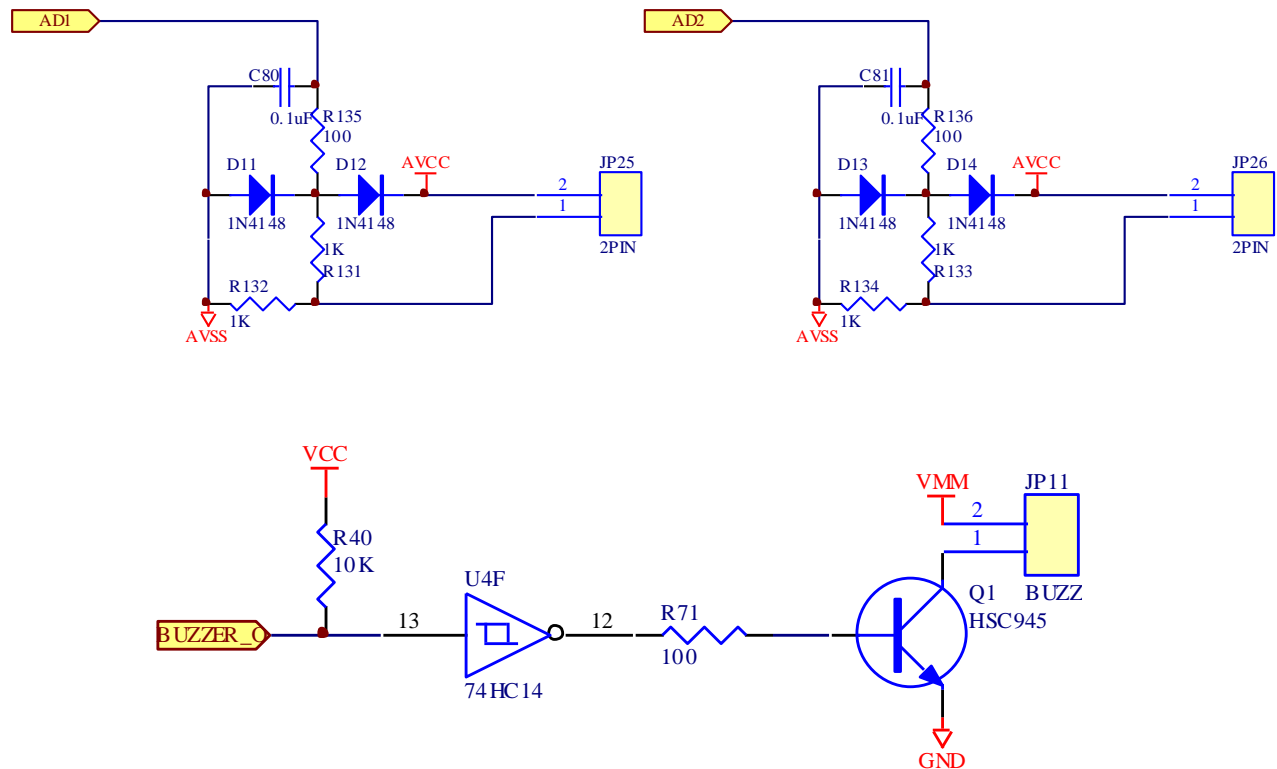 AD1
C80
0.1uF
R135
100
D11
1N4148
D12
1N4148
AVCC
JP25
2
1
2PIN
1K
R131
R132
1K
AVSS
AD2
C81
0.1uF
R136
100
D13
1N4148
D14
1N4148
AVCC
JP26
2
1
2PIN
1K
R133
R134
1K
AVSS
VCC
R40
10K
BUZZER_O
13
U4F
74HC14
12
R71
100
VMM
JP11
2
1
BUZZ
Q1
HSC945
GND